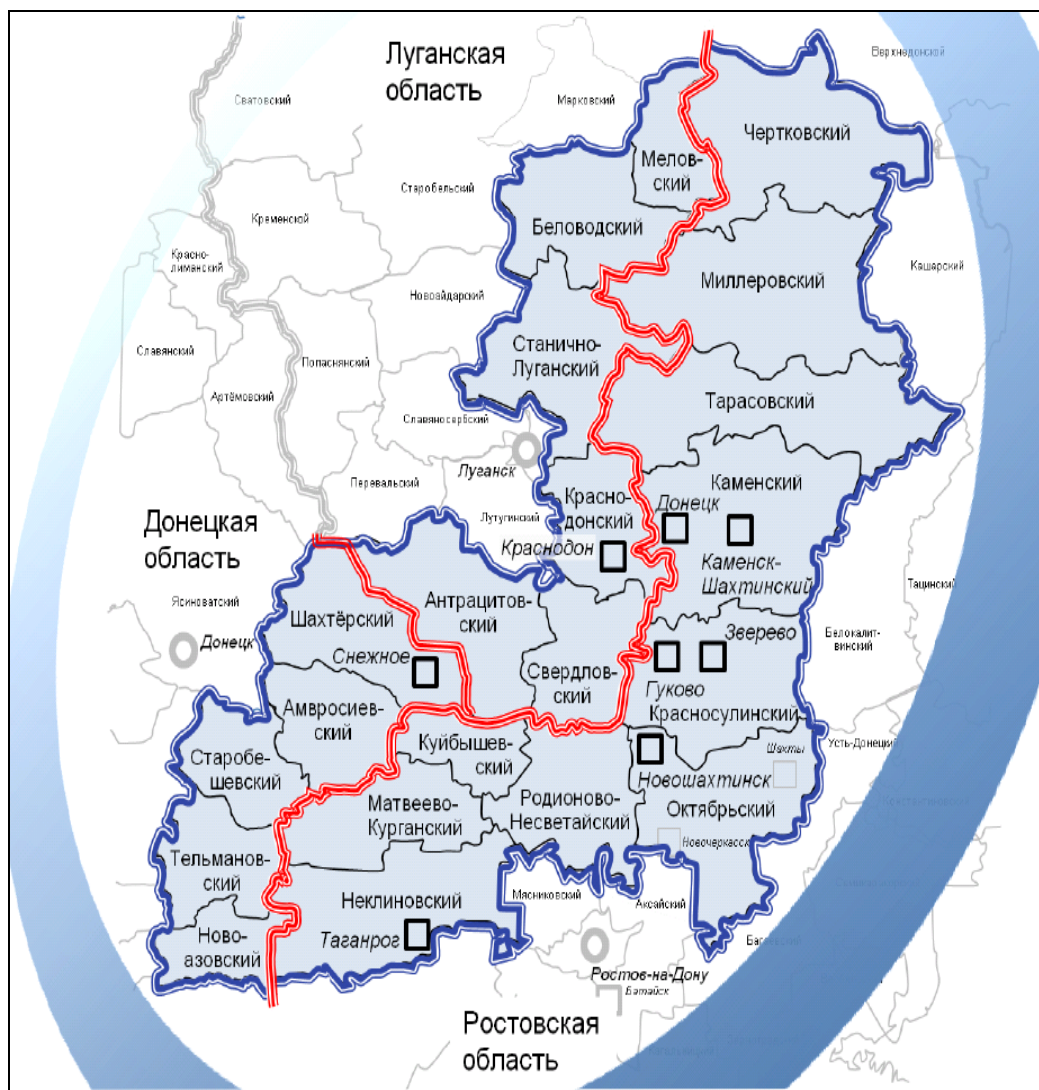 Луганская
область
Верхнедонской
Сватовский
Марковский
Чертковский
Мелов-
ский
Старобельский
Кременской
Беловодский
Красно-
лиманский
Кашарский
Миллеровский
Новоайдарский
Станично-
Луганский
Славянский
Попаснянский
Артёмовский
Тарасовский
Славяносербский
Луганск
Перевальский
Каменский
Красно-
донский
Донецк
Лутугинский
Донецкая
область
Краснодон
Каменск-
Шахтинский
Тацинский
Ясиноватский
Антрацитов-
ский
Шахтёрский
Донецк
Снежное
Зверево
Белокалит-
винский
Свердлов-
ский
Гуково
Амвросиев-
ский
Красносулинский
Куйбышев-
ский
Усть-Донецкий
Шахты
Старобе-
шевский
Новошахтинск
Родионово-
Несветайский
Матвеево-
Курганский
Октябрьский
Новочеркасск
Тельманов-
ский
Неклиновский
Мясниковский
Аксайский
Ново-
азовский
Таганрог
Ростов-на-Дону
Батайск
Ростовская
область